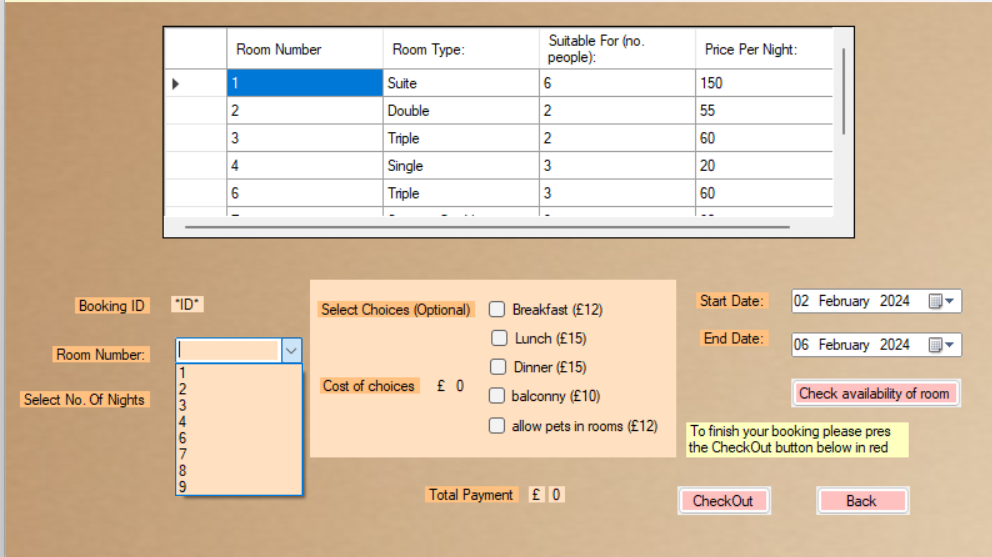 Room Number Room Type: Suitable For (no. people): Price Per Night:
1 Suite 6 150
2 Double 2 55
3 Triple 2 60
4 Single 3 20
6 Triple 3 60
Booking ID *ID*
Room Number:
1
2
3
4
6
7
8
9
Select No. Of Nights
Select Choices (Optional)
Breakfast (£12)
Lunch (£15)
Dinner (£15)
balconny (£10)
allow pets in rooms (£12)
Cost of choices £ 0
Start Date: 02 February 2024
End Date: 06 February 2024
Check availability of room
To finish your booking please pres
the CheckOut button below in red
Total Payment £ 0
CheckOut
Back